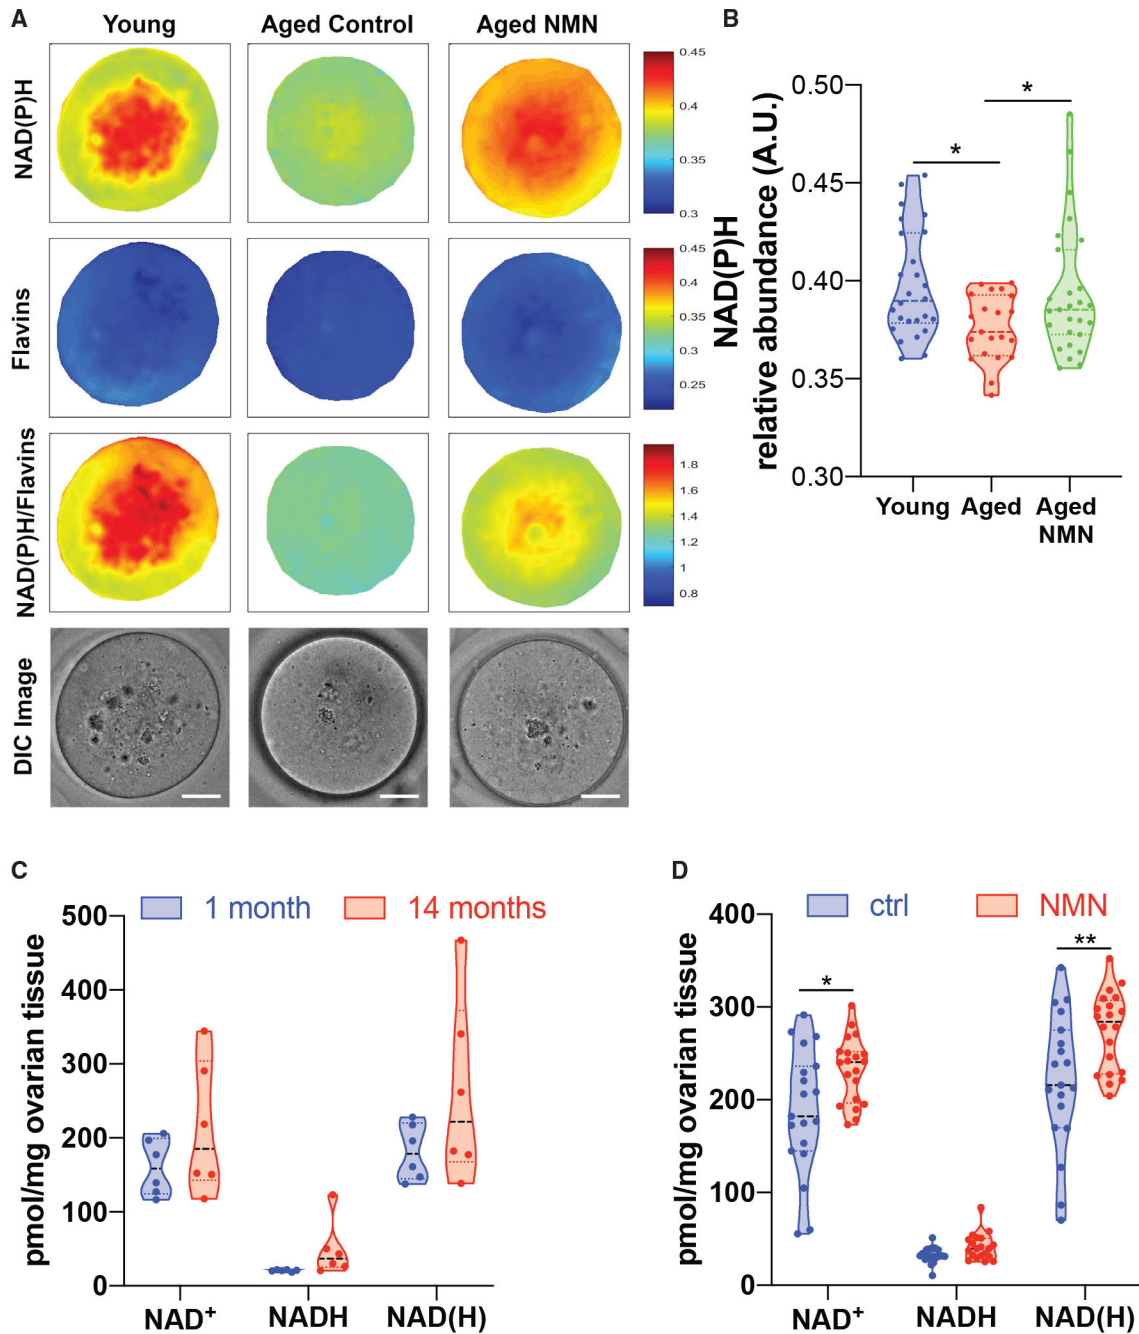 A
Young
Aged Control
Aged NMN
NAD(P)H
0.45
0.4
0.35
0.3
Flavins
0.45
0.4
0.35
0.3
0.25
NAD(P)H/Flavins
1.8
1.6
1.4
1.2
1
0.8
DIC Image
B
NAD(P)H
relative abundance (A.U.)
0.50
0.45
0.40
0.35
0.30
*
*
Young
Aged
Aged
NMN
C
1 month
14 months
pmol/mg ovarian tissue
500
400
300
200
100
0
NAD⁺
NADH
NAD(H)
D
ctrl
NMN
pmol/mg ovarian tissue
400
300
200
100
0
*
**
NAD⁺
NADH
NAD(H)